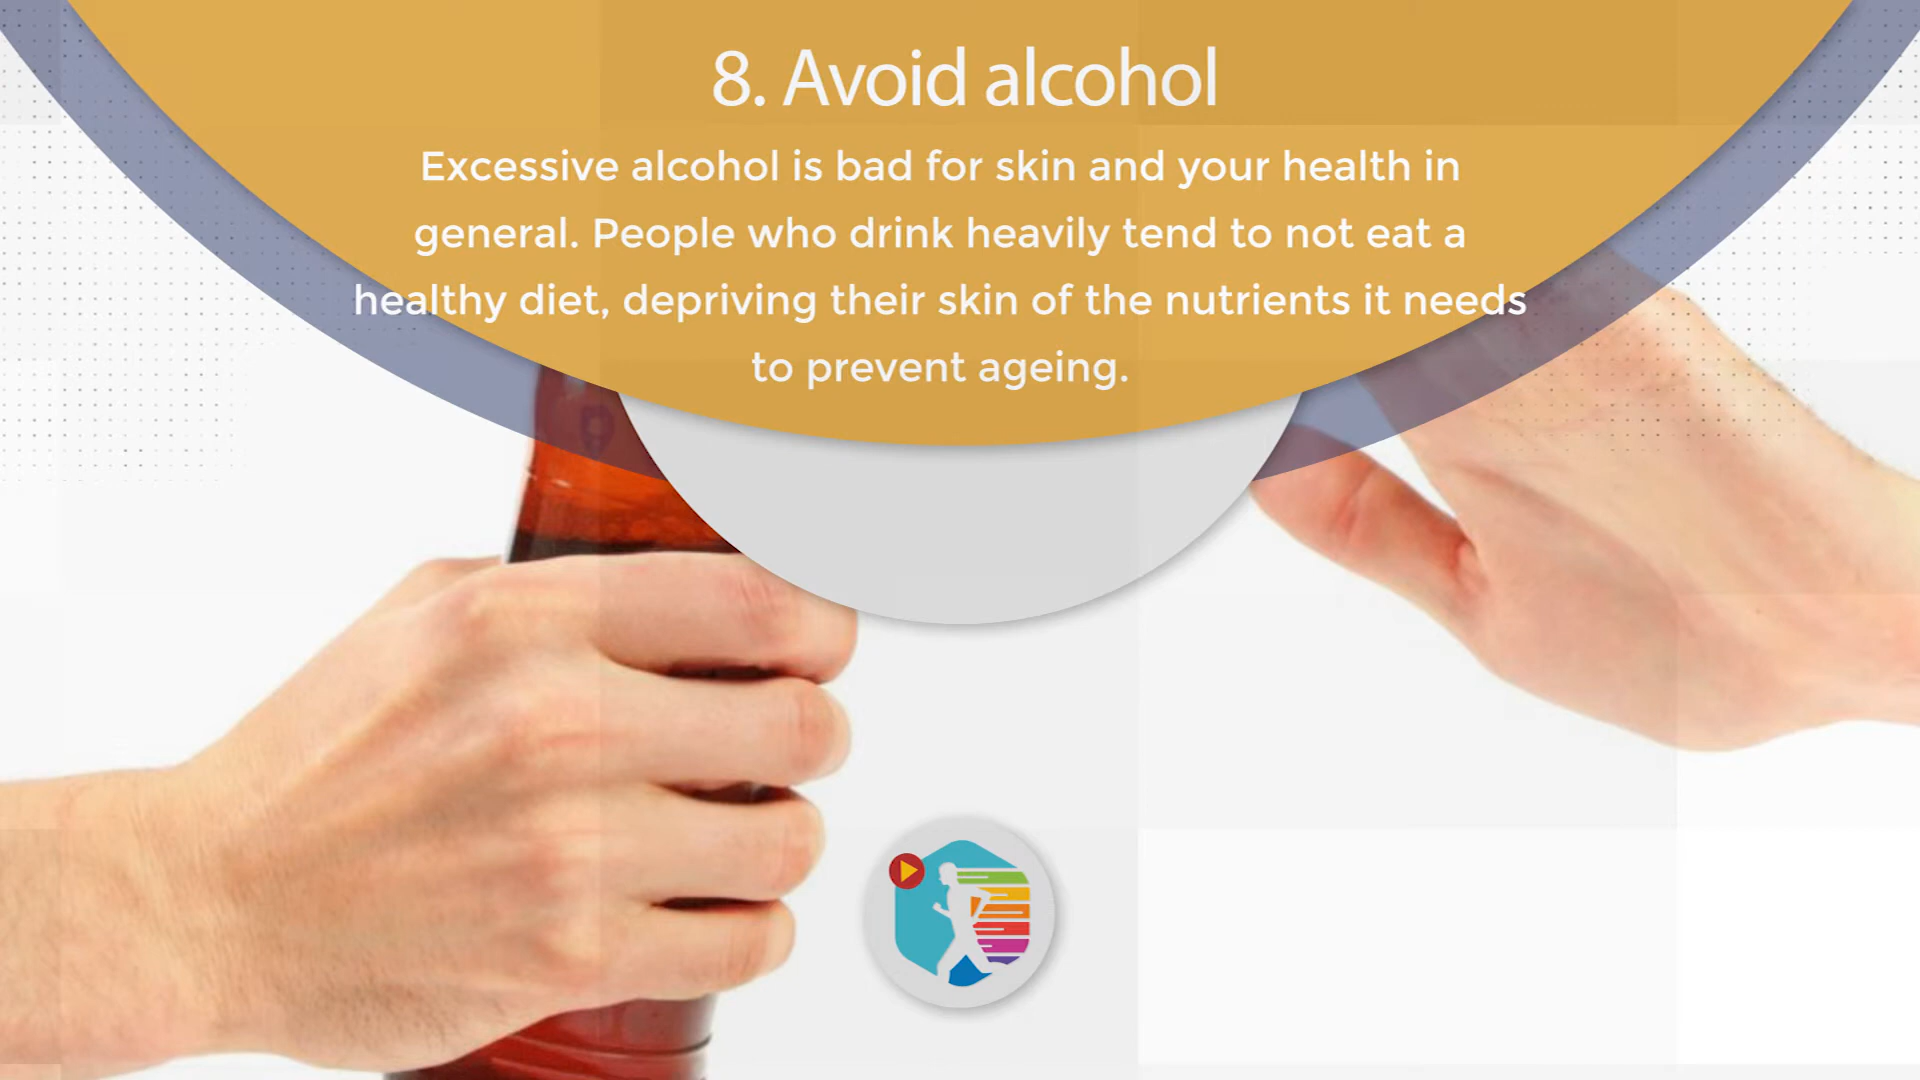 8. Avoid alcohol
Excessive alcohol is bad for skin and your health in
general. People who drink heavily tend to not eat a
healthy diet, depriving their skin of the nutrients it needs
to prevent ageing.